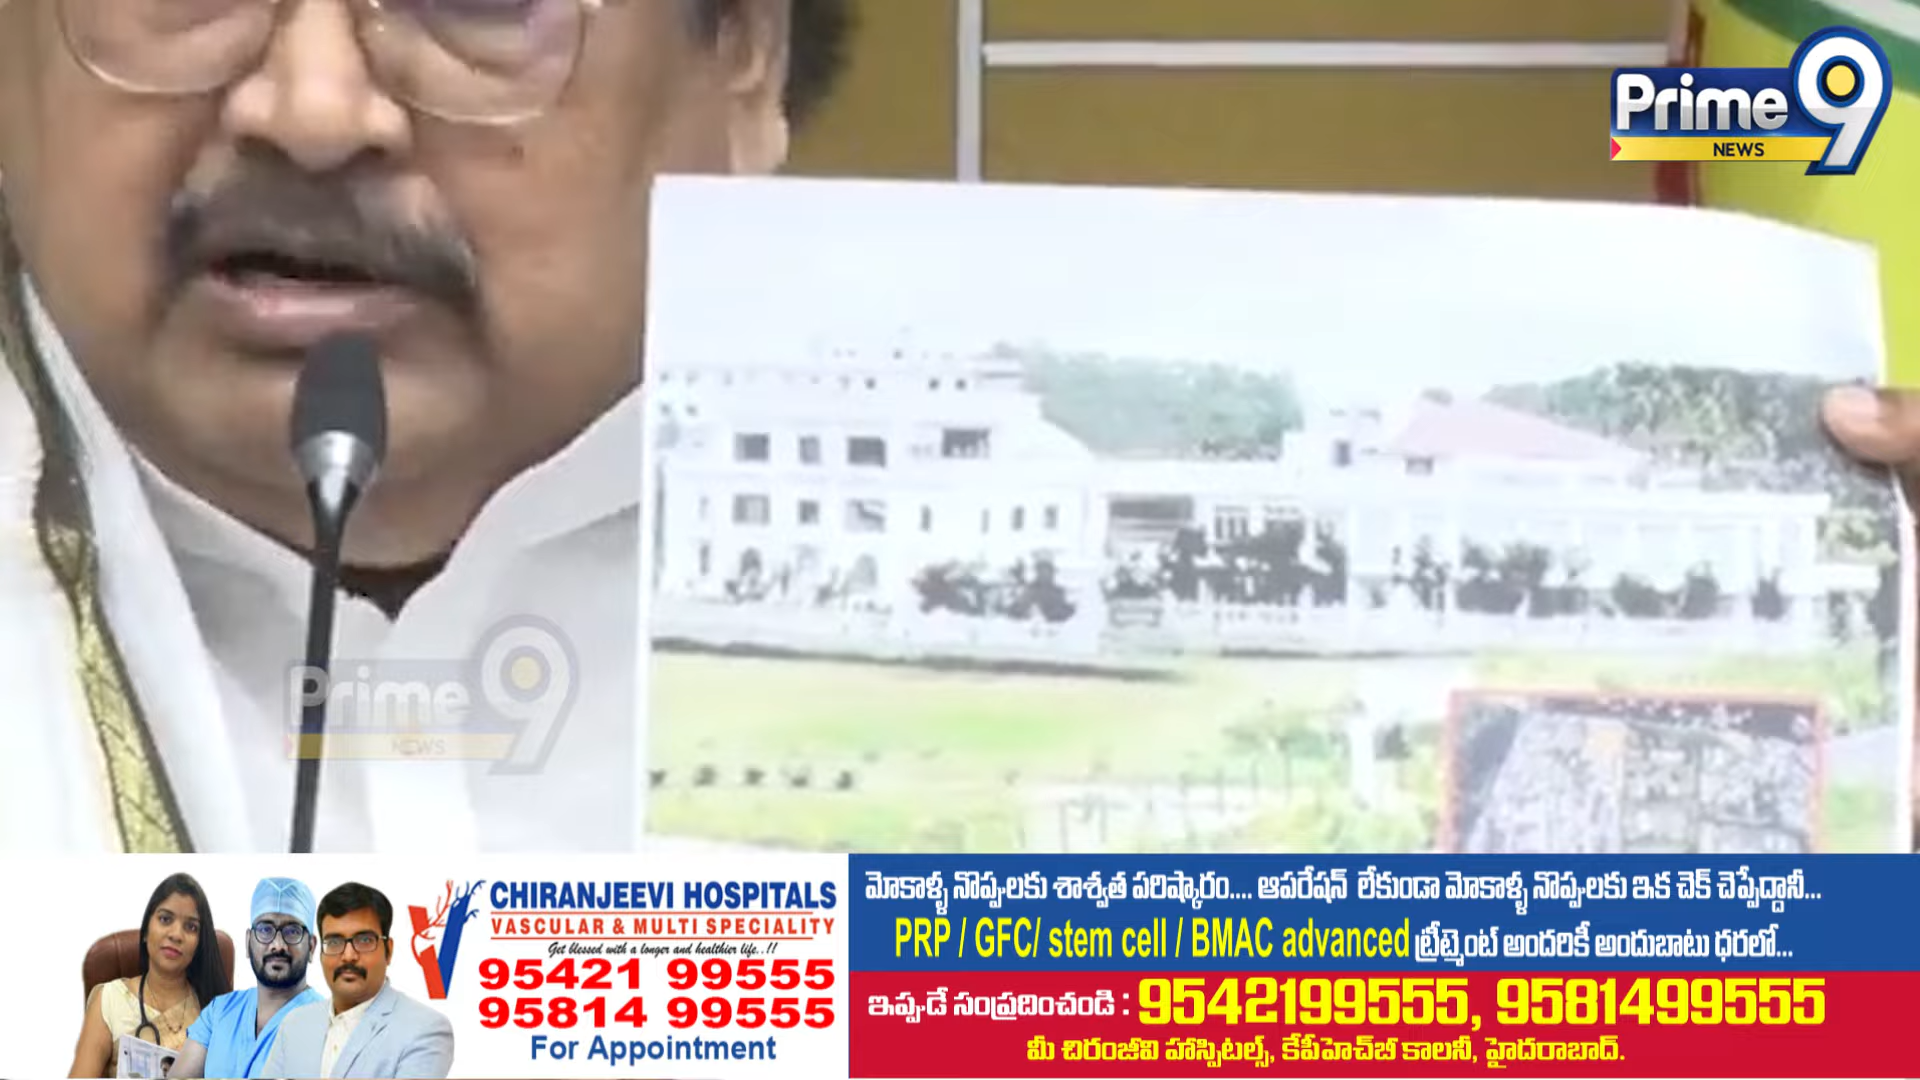 Prime9
NEWS
Prime9
NEWS
CHIRANJEEVI HOSPITALS
VASCULAR & MULTI SPECIALITY
Get blessed with a longer and healthier life..!!
95421 99555
95814 99555
For Appointment
మోకాళ్ళ నొప్పులకు శాశ్వత పరిష్కారం.... ఆపరేషన్ లేకుండా మోకాళ్ళ నొప్పులకు ఇక చెక్ చెప్పేద్దానీ...
PRP / GFC/ stem cell / BMAC advanced ట్రీట్మెంట్ అందరికీ అందుబాటు ధరలో...
ఇప్పుడే సంప్రదించండి : 9542199555, 9581499555
మీ చిరంజీవి హాస్పిటల్స్, కేపీహెచ్‌బీ కాలనీ, హైదరాబాద్.